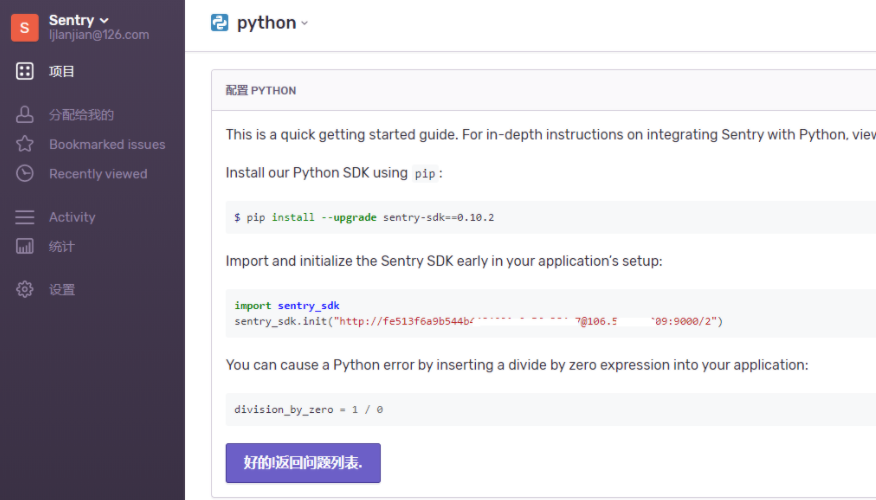 S
Sentry
ljlanjian@126.com
项目
分配给我的
Bookmarked issues
Recently viewed
Activity
统计
设置
python
配置 PYTHON
This is a quick getting started guide. For in-depth instructions on integrating Sentry with Python, view
Install our Python SDK using pip:
$ pip install --upgrade sentry-sdk==0.10.2
Import and initialize the Sentry SDK early in your application's setup:
import sentry_sdk
sentry_sdk.init("http://fe513f6a9b544b 7@106.5 09:9000/2")
You can cause a Python error by inserting a divide by zero expression into your application:
division_by_zero = 1 / 0
好的!返回问题列表.